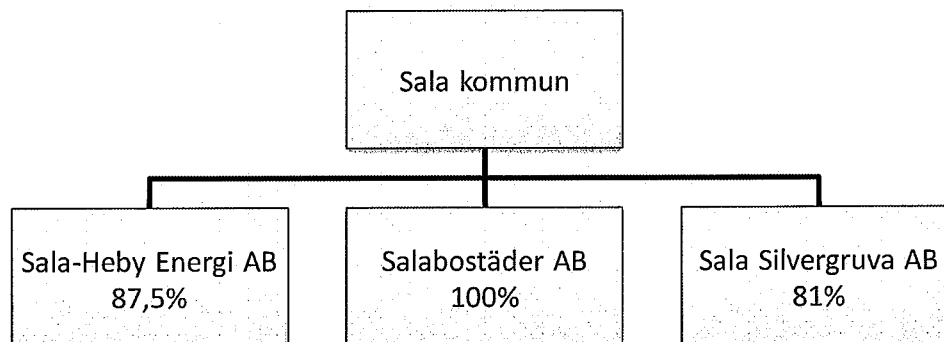 Sala kommun
Sala-Heby Energi AB
87,5%
Salabostäder AB
100%
Sala Silvergruva AB
81%